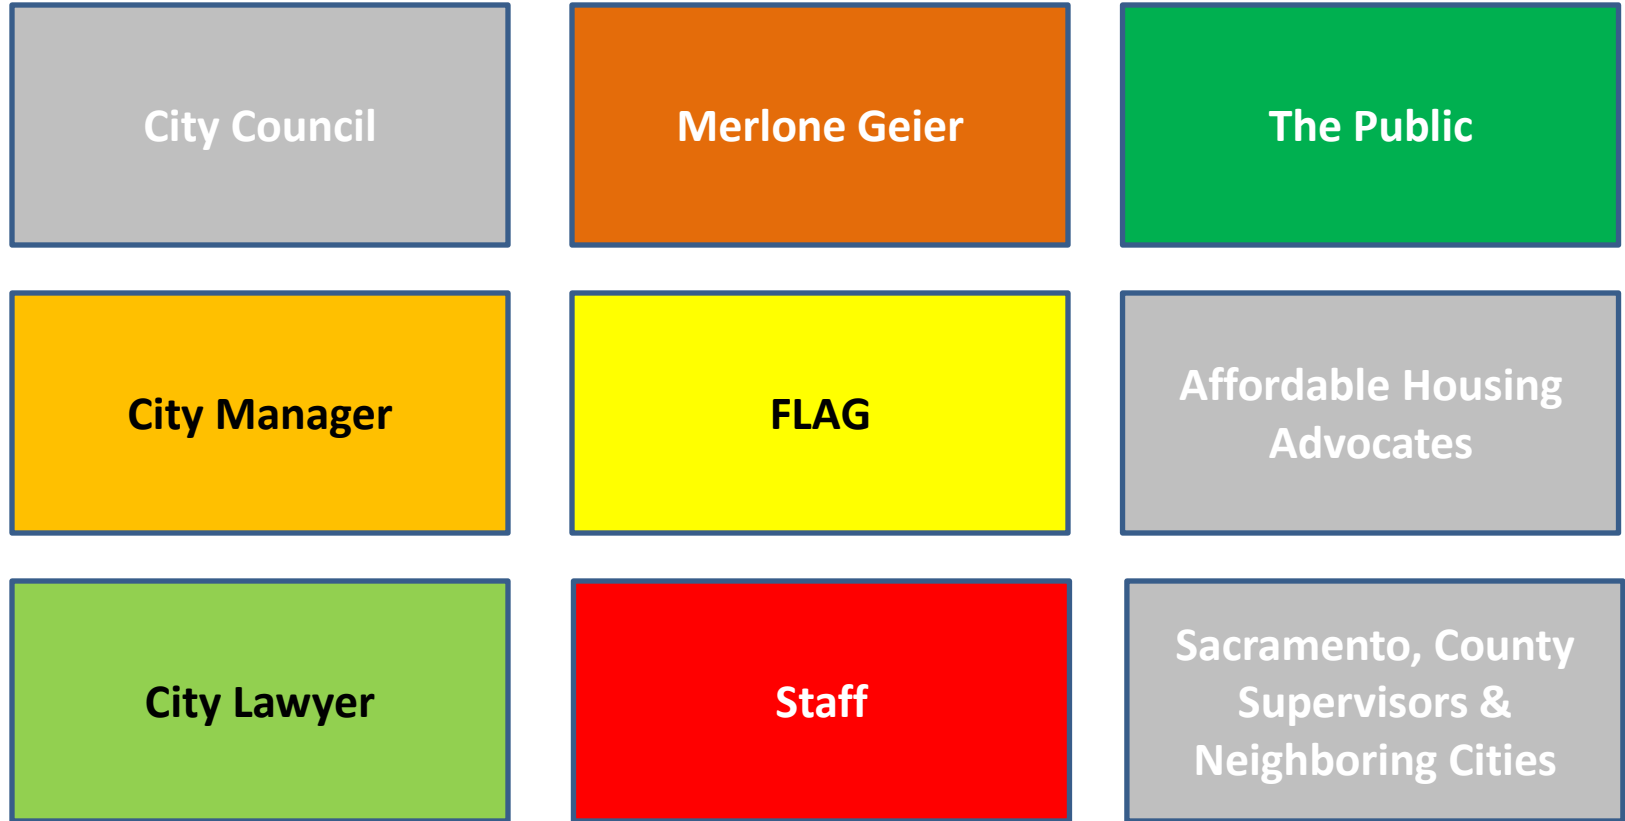 City Council
Merlone Geier
The Public
City Manager
FLAG
Affordable Housing
Advocates
City Lawyer
Staff
Sacramento, County
Supervisors &
Neighboring Cities